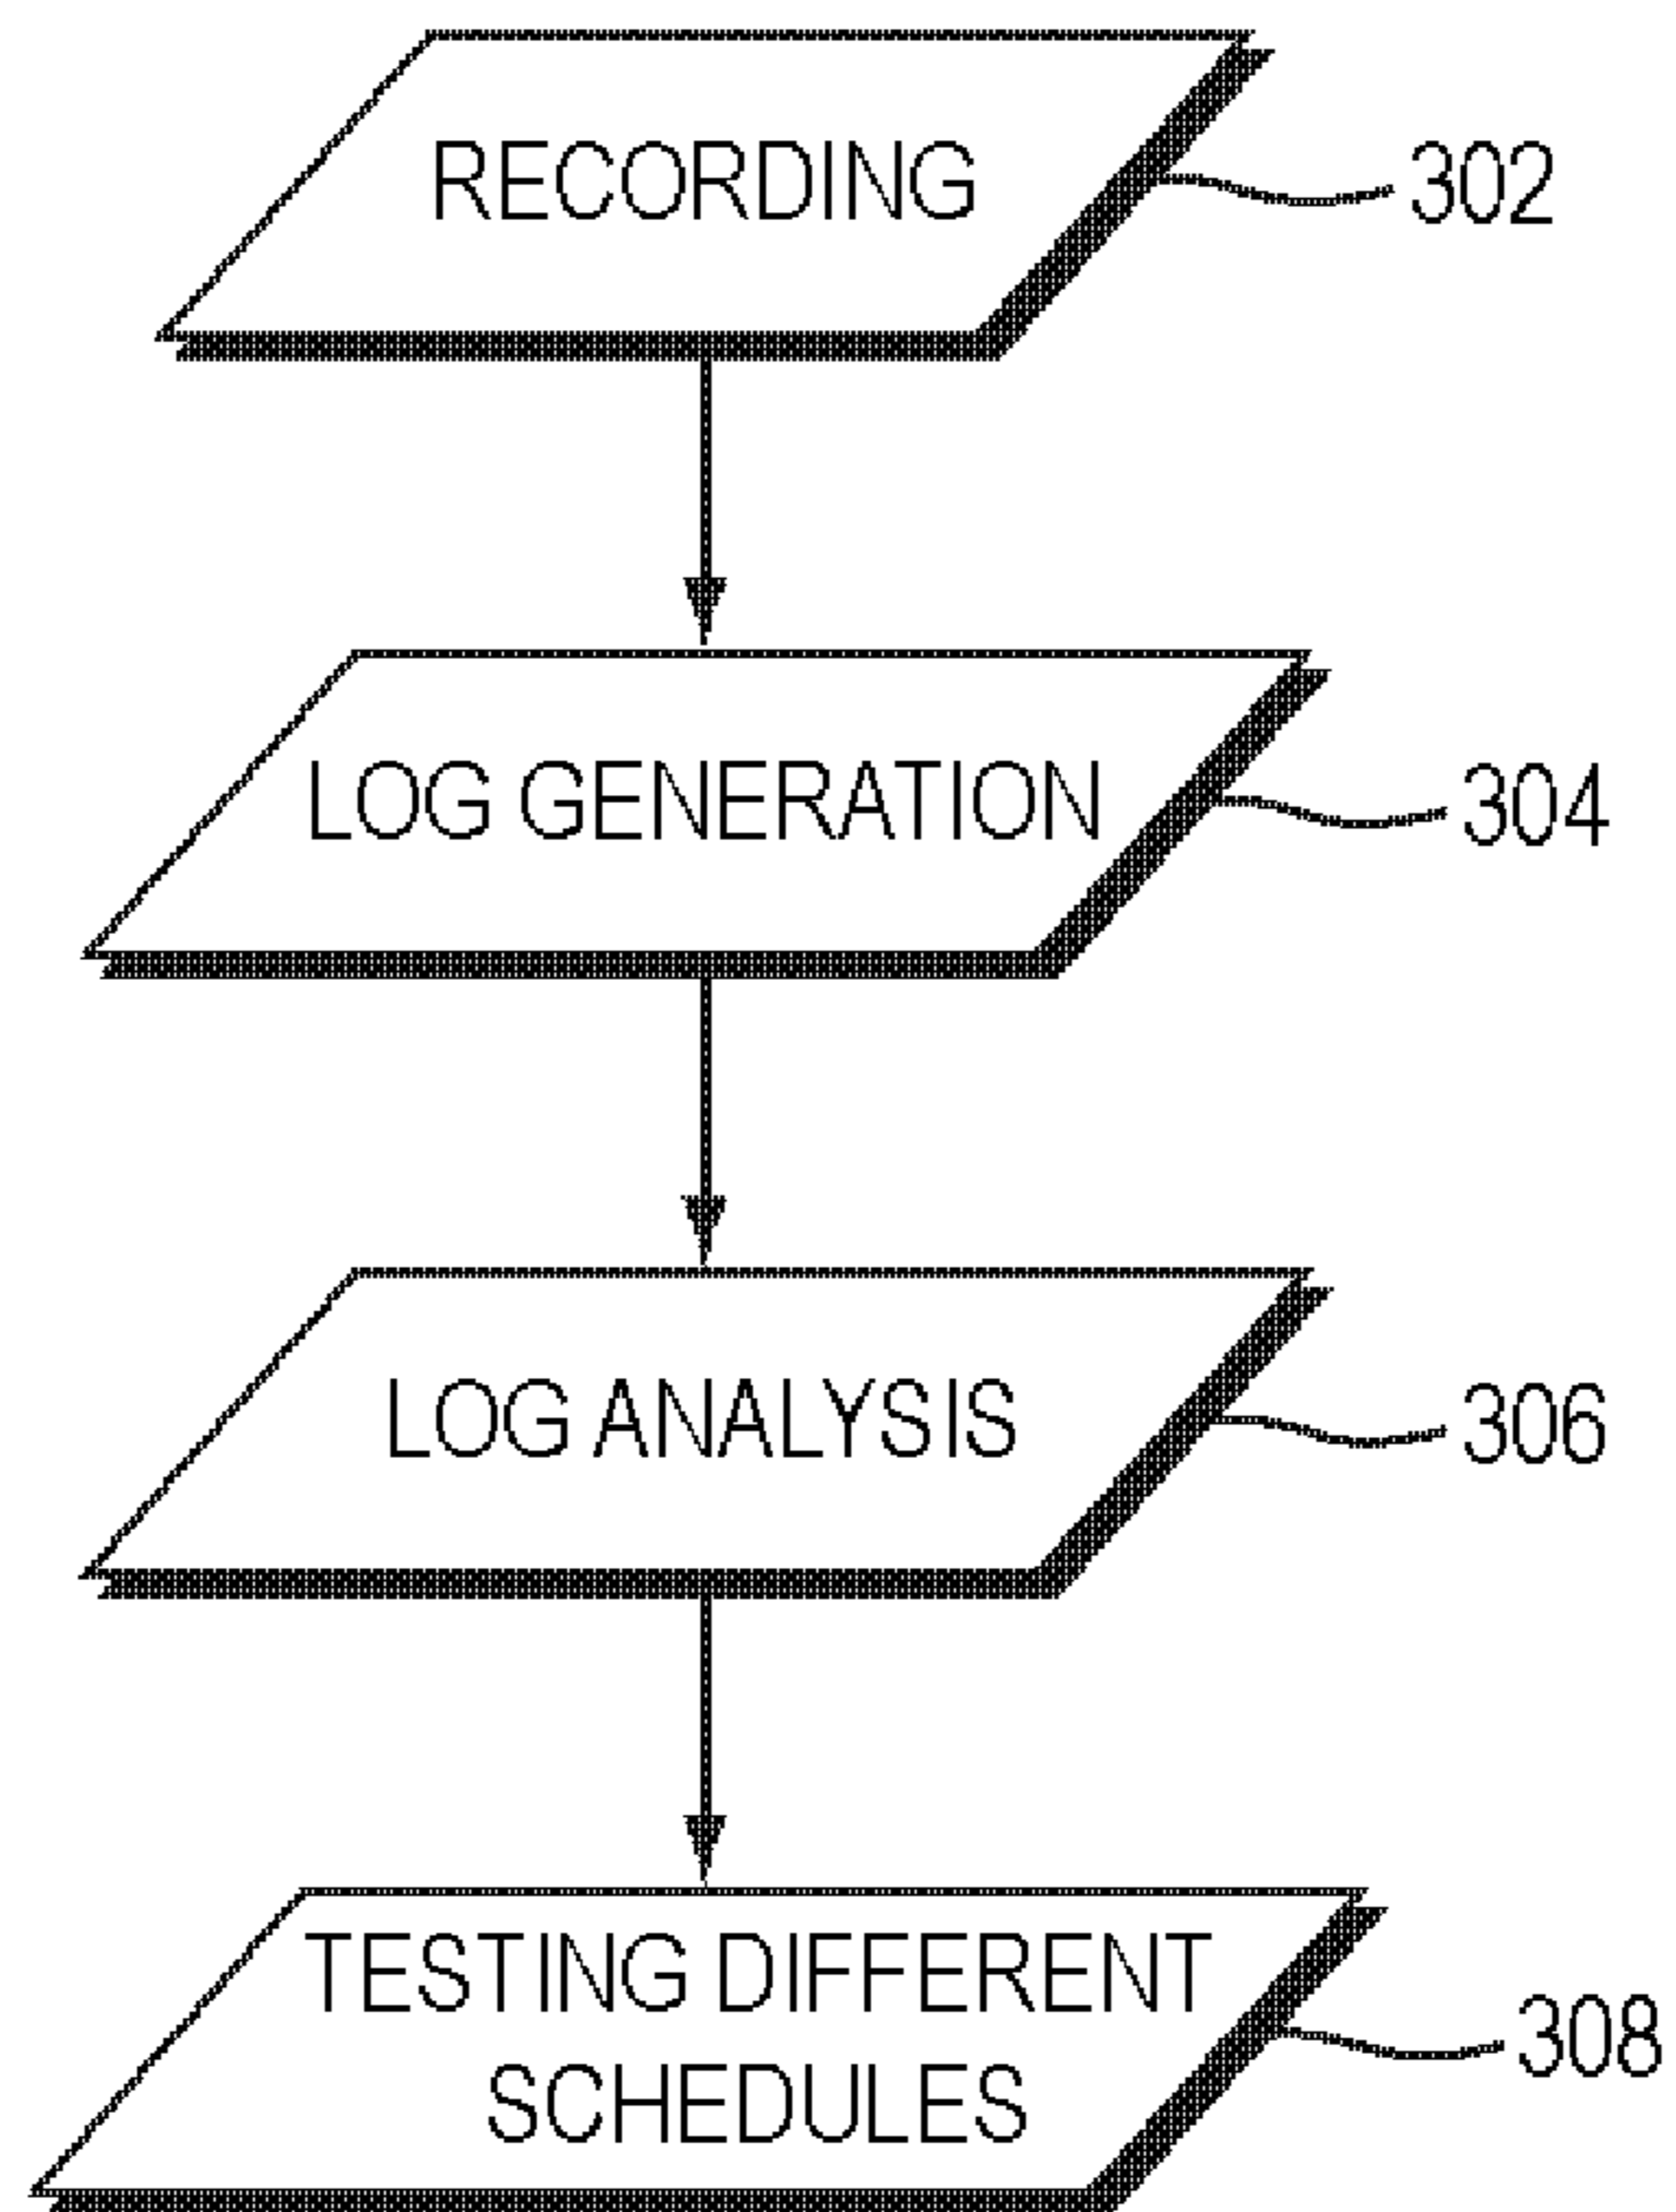 RECORDING
302
LOG GENERATION
304
LOG ANALYSIS
306
TESTING DIFFERENT
SCHEDULES
308